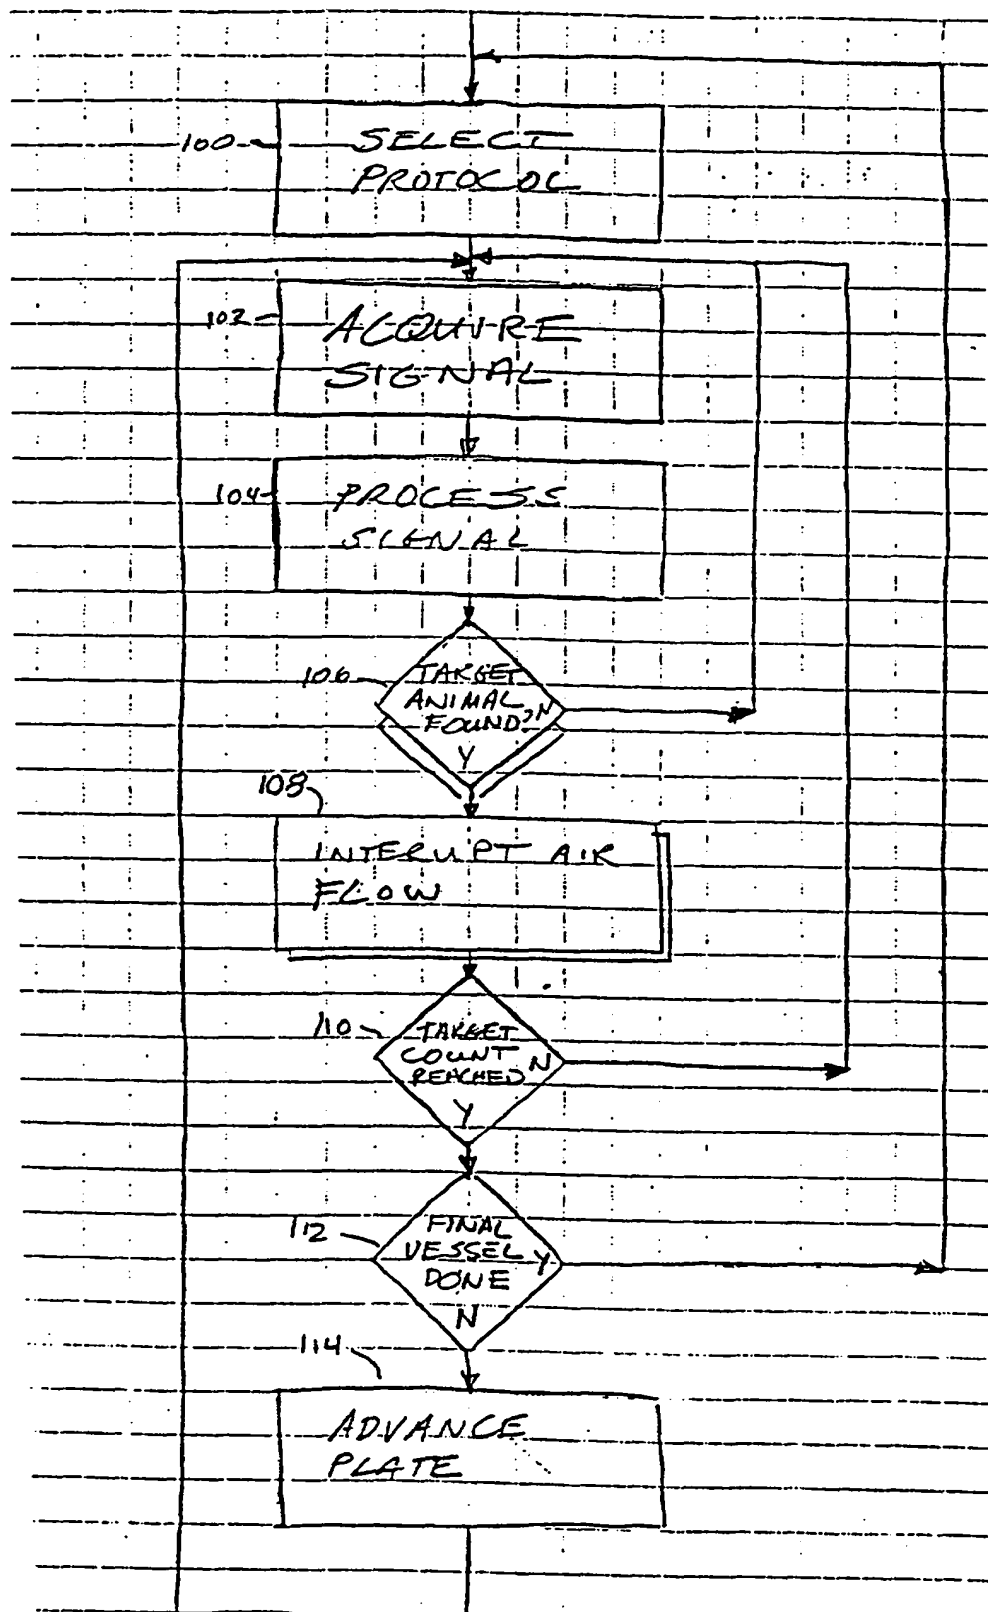 100
SELECT
PROTOCOL
102
ACQUIRE
SIGNAL
104
PROCESS
SIGNAL
106
TARGET
ANIMAL
FOUND?
N
Y
108
INTERUPT AIR
FLOW
110
TARGET
COUNT
REACHED
N
Y
112
FINAL
VESSEL
DONE
Y
N
114
ADVANCE
PLATE